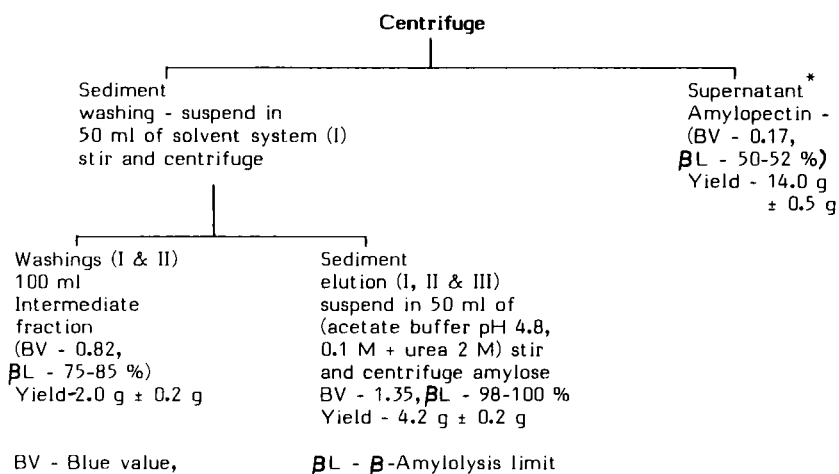 Centrifuge
Sediment
washing - suspend in
50 ml of solvent system (I)
stir and centrifuge
Supernatant*
Amylopectin -
(BV - 0.17,
βL - 50-52 %)
Yield - 14.0 g
± 0.5 g
Washings (I & II)
100 ml
Intermediate
fraction
(BV - 0.82,
βL - 75-85 %)
Yield-2.0 g ± 0.2 g
Sediment
elution (I, II & III)
suspend in 50 ml of
(acetate buffer pH 4.8,
0.1 M + urea 2 M) stir
and centrifuge amylose
BV - 1.35, βL - 98-100 %
Yield - 4.2 g ± 0.2 g
BV - Blue value, βL - β-Amylolysis limit